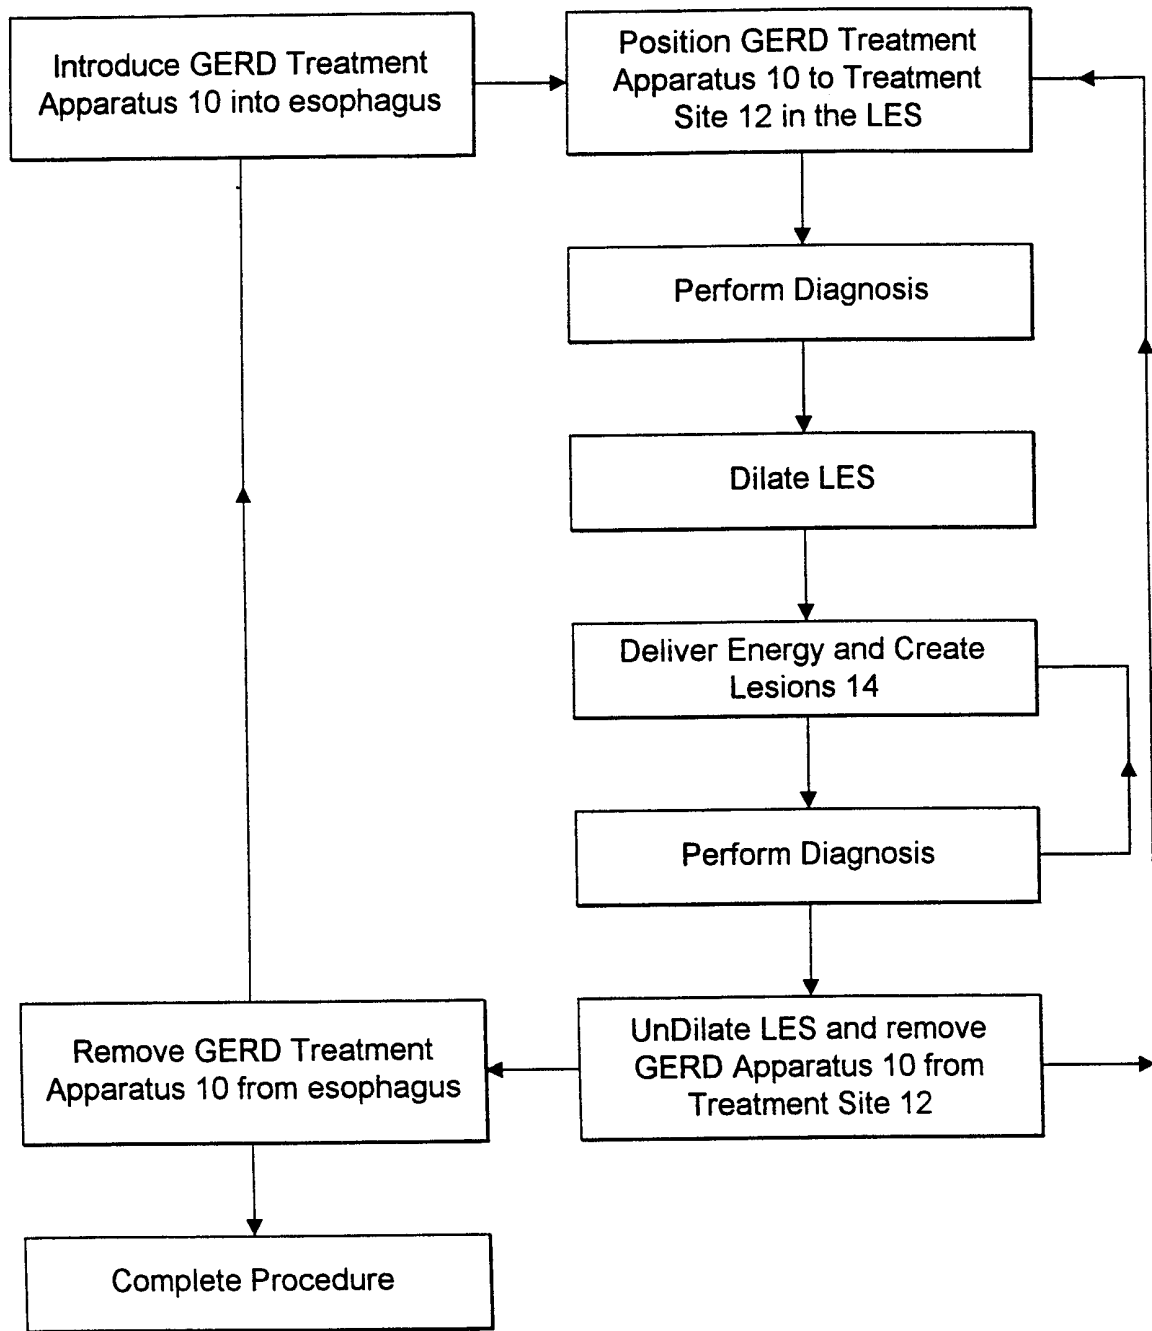 Introduce GERD Treatment
Apparatus 10 into esophagus
Position GERD Treatment
Apparatus 10 to Treatment
Site 12 in the LES
Perform Diagnosis
Dilate LES
Deliver Energy and Create
Lesions 14
Perform Diagnosis
UnDilate LES and remove
GERD Apparatus 10 from
Treatment Site 12
Remove GERD Treatment
Apparatus 10 from esophagus
Complete Procedure